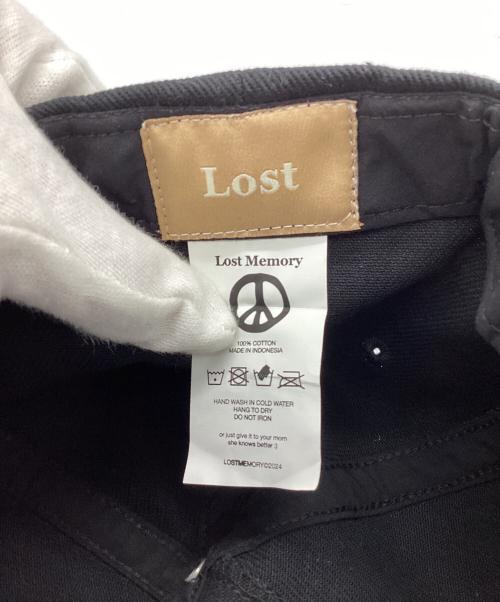 Lost
Lost Memory
100% COTTON
MADE IN INDONESIA
HAND WASH IN COLD WATER
HANG TO DRY
DO NOT IRON
or just give it to your mom
she knows better :)
LOSTMEMORY©2024